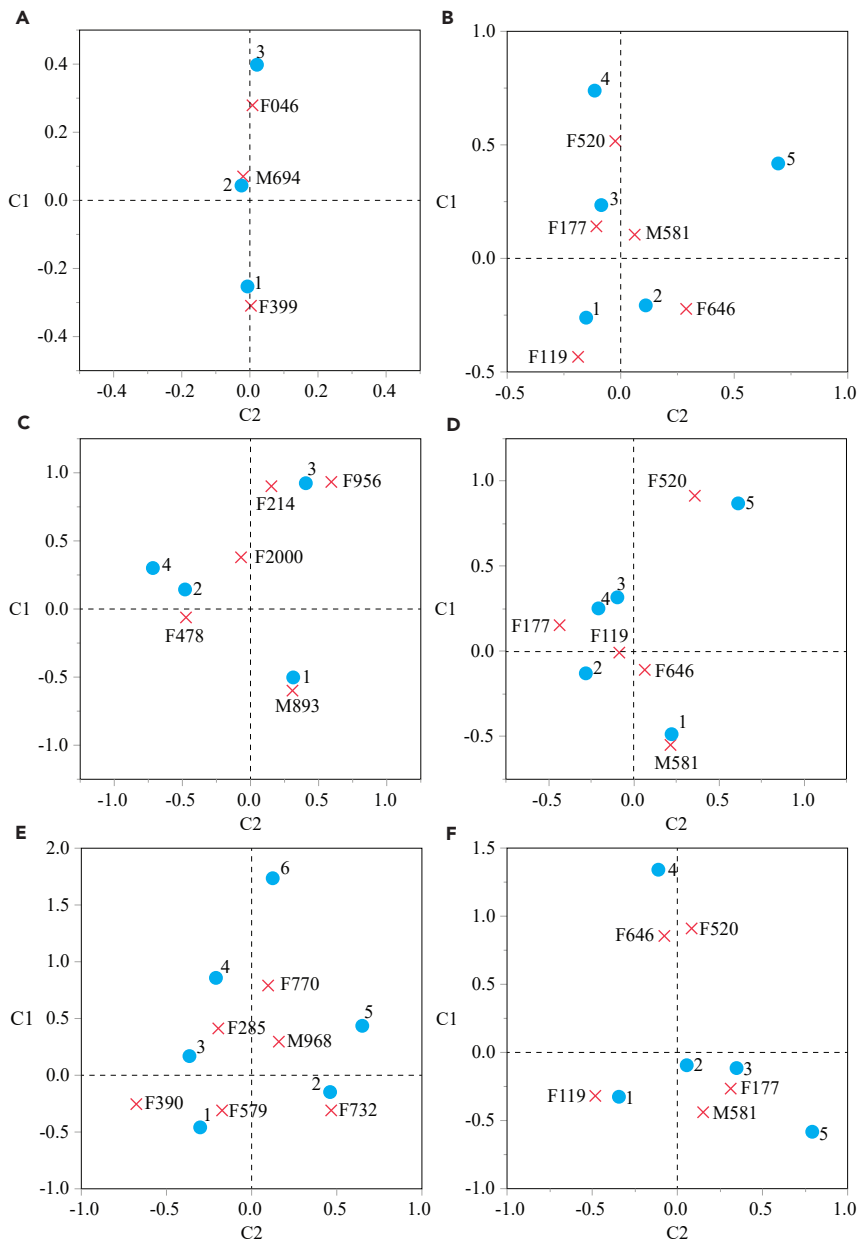 A
0.4
0.2
0.0
-0.2
-0.4
C1
3
F046
M694
2
1
F399
-0.4 -0.2 0.0 0.2 0.4
C2
B
1.0
0.5
0.0
-0.5
C1
4
F520
5
3
F177
M581
1
2
F646
F119
-0.5 0.0 0.5 1.0
C2
C
1.0
0.5
0.0
-0.5
-1.0
C1
3
F956
F214
F2000
4
2
F478
1
M893
-1.0 -0.5 0.0 0.5 1.0
C2
D
1.0
0.5
0.0
-0.5
C1
F520
5
3
4
F177
F119
2
F646
1
M581
-0.5 0.0 0.5 1.0
C2
E
2.0
1.5
1.0
0.5
0.0
-0.5
-1.0
C1
6
4
F770
5
F285
3
M968
2
F390
F579
F732
1
-1.0 -0.5 0.0 0.5 1.0
C2
F
1.5
1.0
0.5
0.0
-0.5
-1.0
C1
4
F646
F520
2
3
F177
F119
1
M581
5
-1.0 -0.5 0.0 0.5 1.0
C2